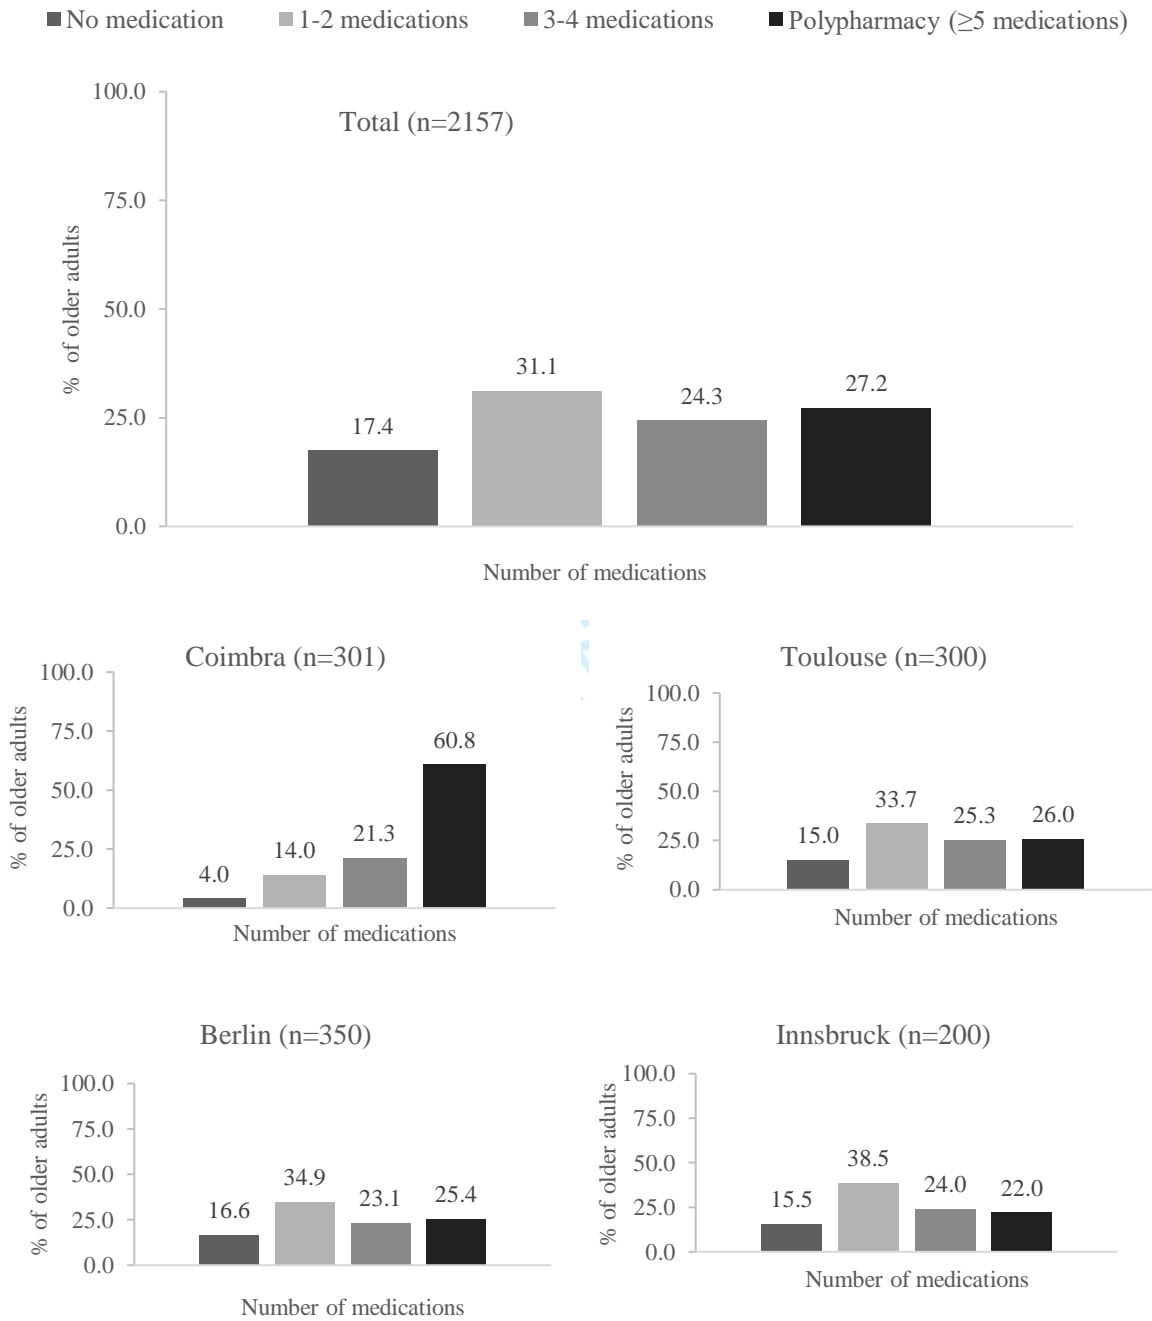 No medication 1-2 medications 3-4 medications Polypharmacy (≥5 medications)
Total (n=2157)
% of older adults
100.0
75.0
50.0
25.0
0.0
17.4 31.1 24.3 27.2
Number of medications
Coimbra (n=301)
% of older adults
100.0
75.0
50.0
25.0
0.0
4.0 14.0 21.3 60.8
Number of medications
Toulouse (n=300)
% of older adults
100.0
75.0
50.0
25.0
0.0
15.0 33.7 25.3 26.0
Number of medications
Berlin (n=350)
% of older adults
100.0
75.0
50.0
25.0
0.0
16.6 34.9 23.1 25.4
Number of medications
Innsbruck (n=200)
% of older adults
100.0
75.0
50.0
25.0
0.0
15.5 38.5 24.0 22.0
Number of medications